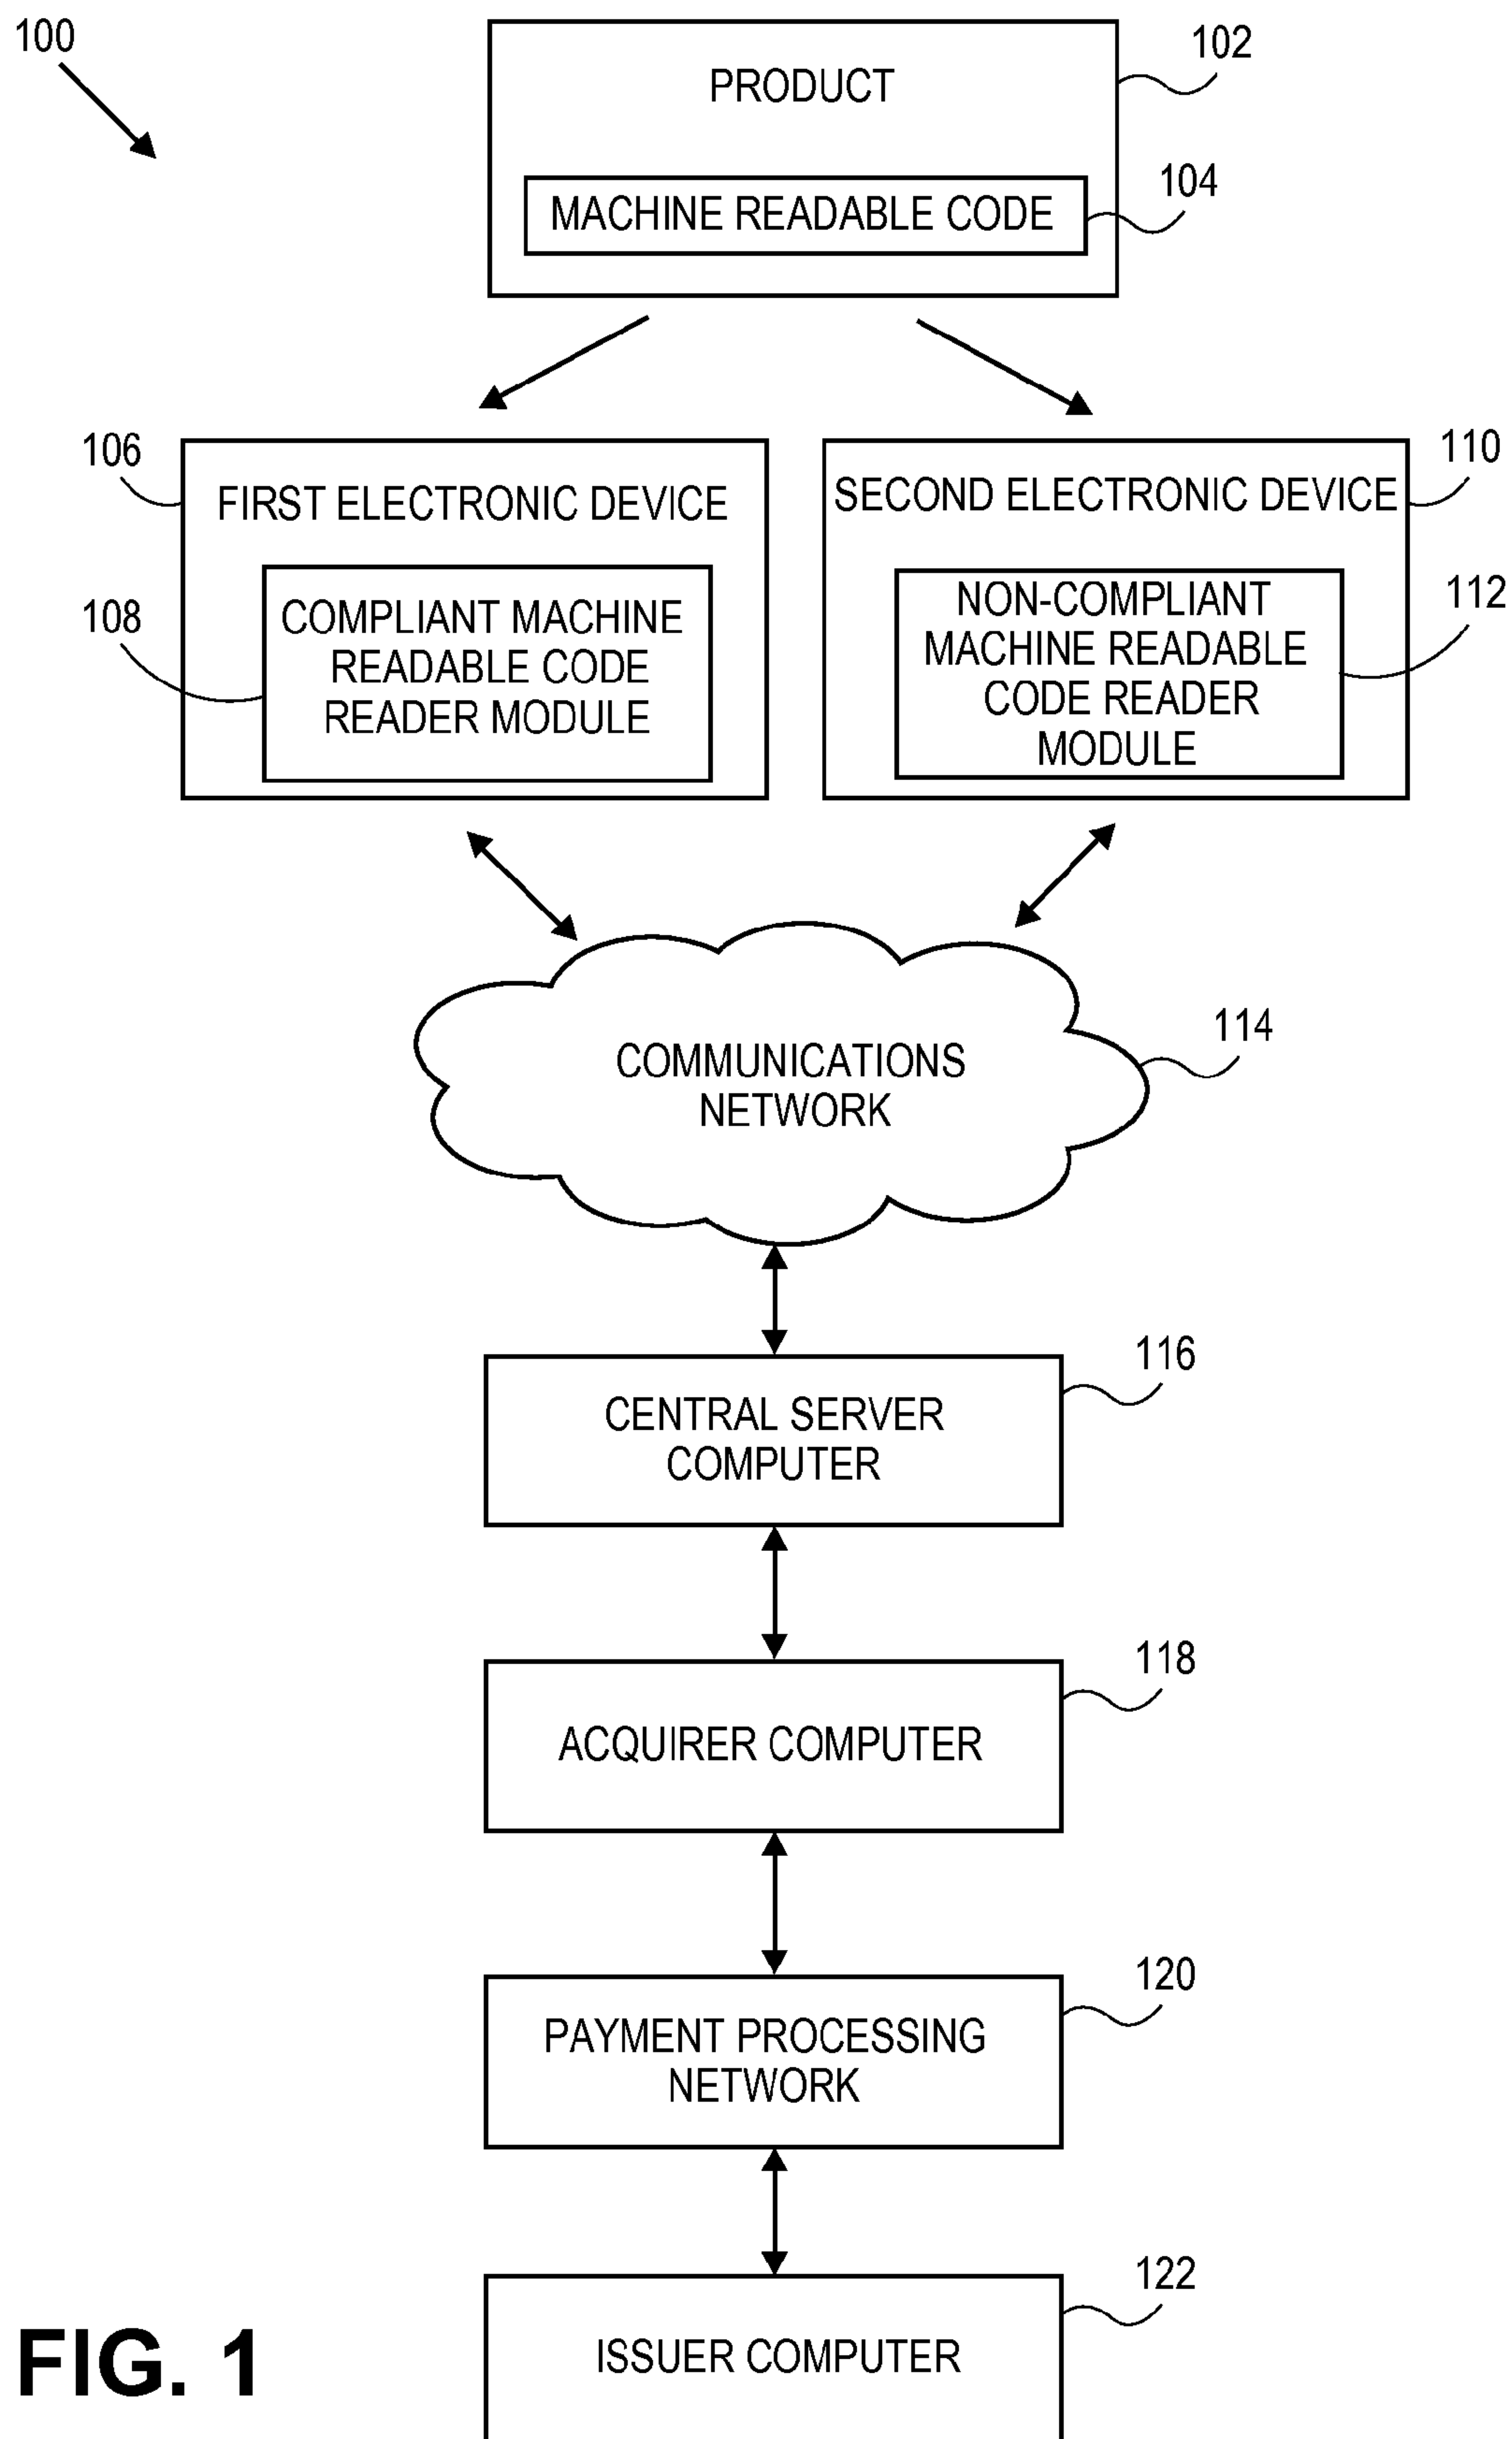 100
102
PRODUCT
104
MACHINE READABLE CODE
106
FIRST ELECTRONIC DEVICE
108
COMPLIANT MACHINE
READABLE CODE
READER MODULE
110
SECOND ELECTRONIC DEVICE
112
NON-COMPLIANT
MACHINE READABLE
CODE READER
MODULE
114
COMMUNICATIONS
NETWORK
116
CENTRAL SERVER
COMPUTER
118
ACQUIRER COMPUTER
120
PAYMENT PROCESSING
NETWORK
122
ISSUER COMPUTER
FIG. 1